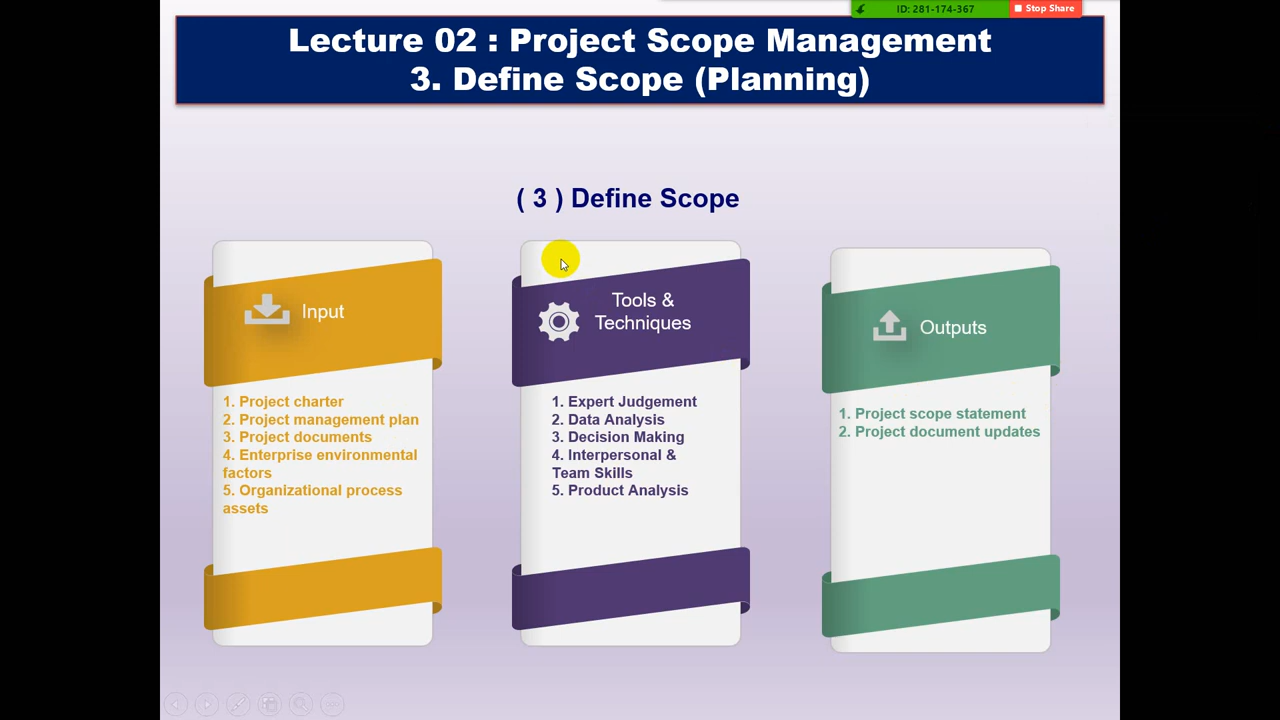 ID: 281-174-367
Stop Share
Lecture 02 : Project Scope Management
3. Define Scope (Planning)
( 3 ) Define Scope
Input
1. Project charter
2. Project management plan
3. Project documents
4. Enterprise environmental
factors
5. Organizational process
assets
Tools &
Techniques
1. Expert Judgement
2. Data Analysis
3. Decision Making
4. Interpersonal &
Team Skills
5. Product Analysis
Outputs
1. Project scope statement
2. Project document updates